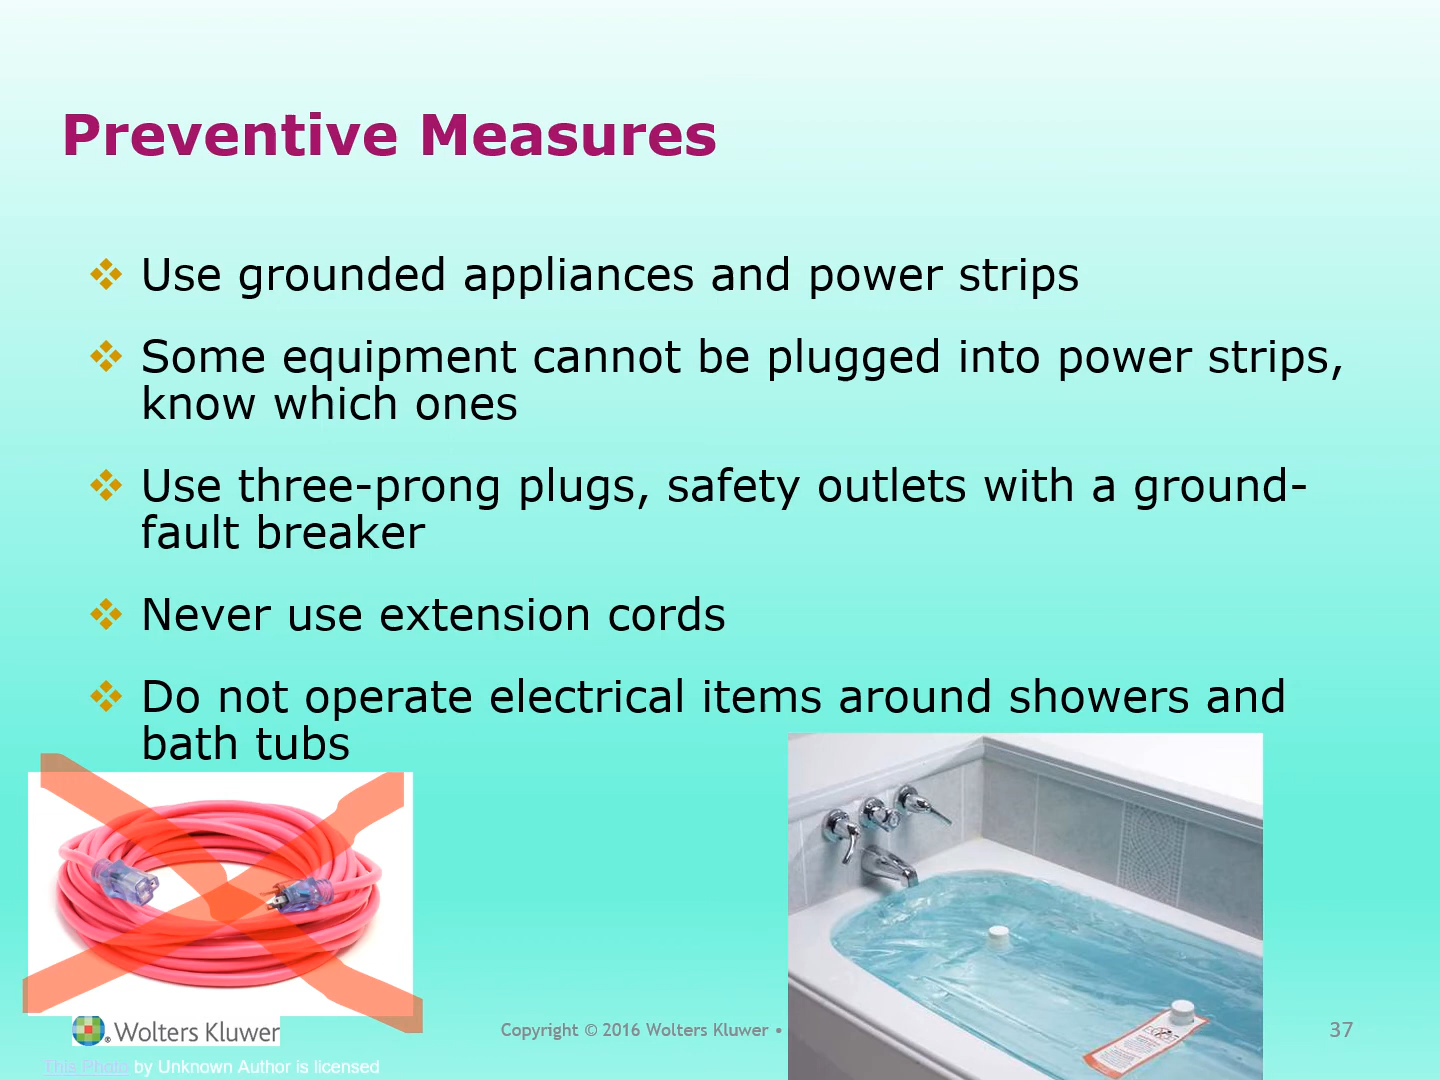 Preventive Measures
Use grounded appliances and power strips
Some equipment cannot be plugged into power strips,
know which ones
Use three-prong plugs, safety outlets with a ground-
fault breaker
Never use extension cords
Do not operate electrical items around showers and
bath tubs
Wolters Kluwer
Copyright © 2016 Wolters Kluwer •
37
This Photo by Unknown Author is licensed